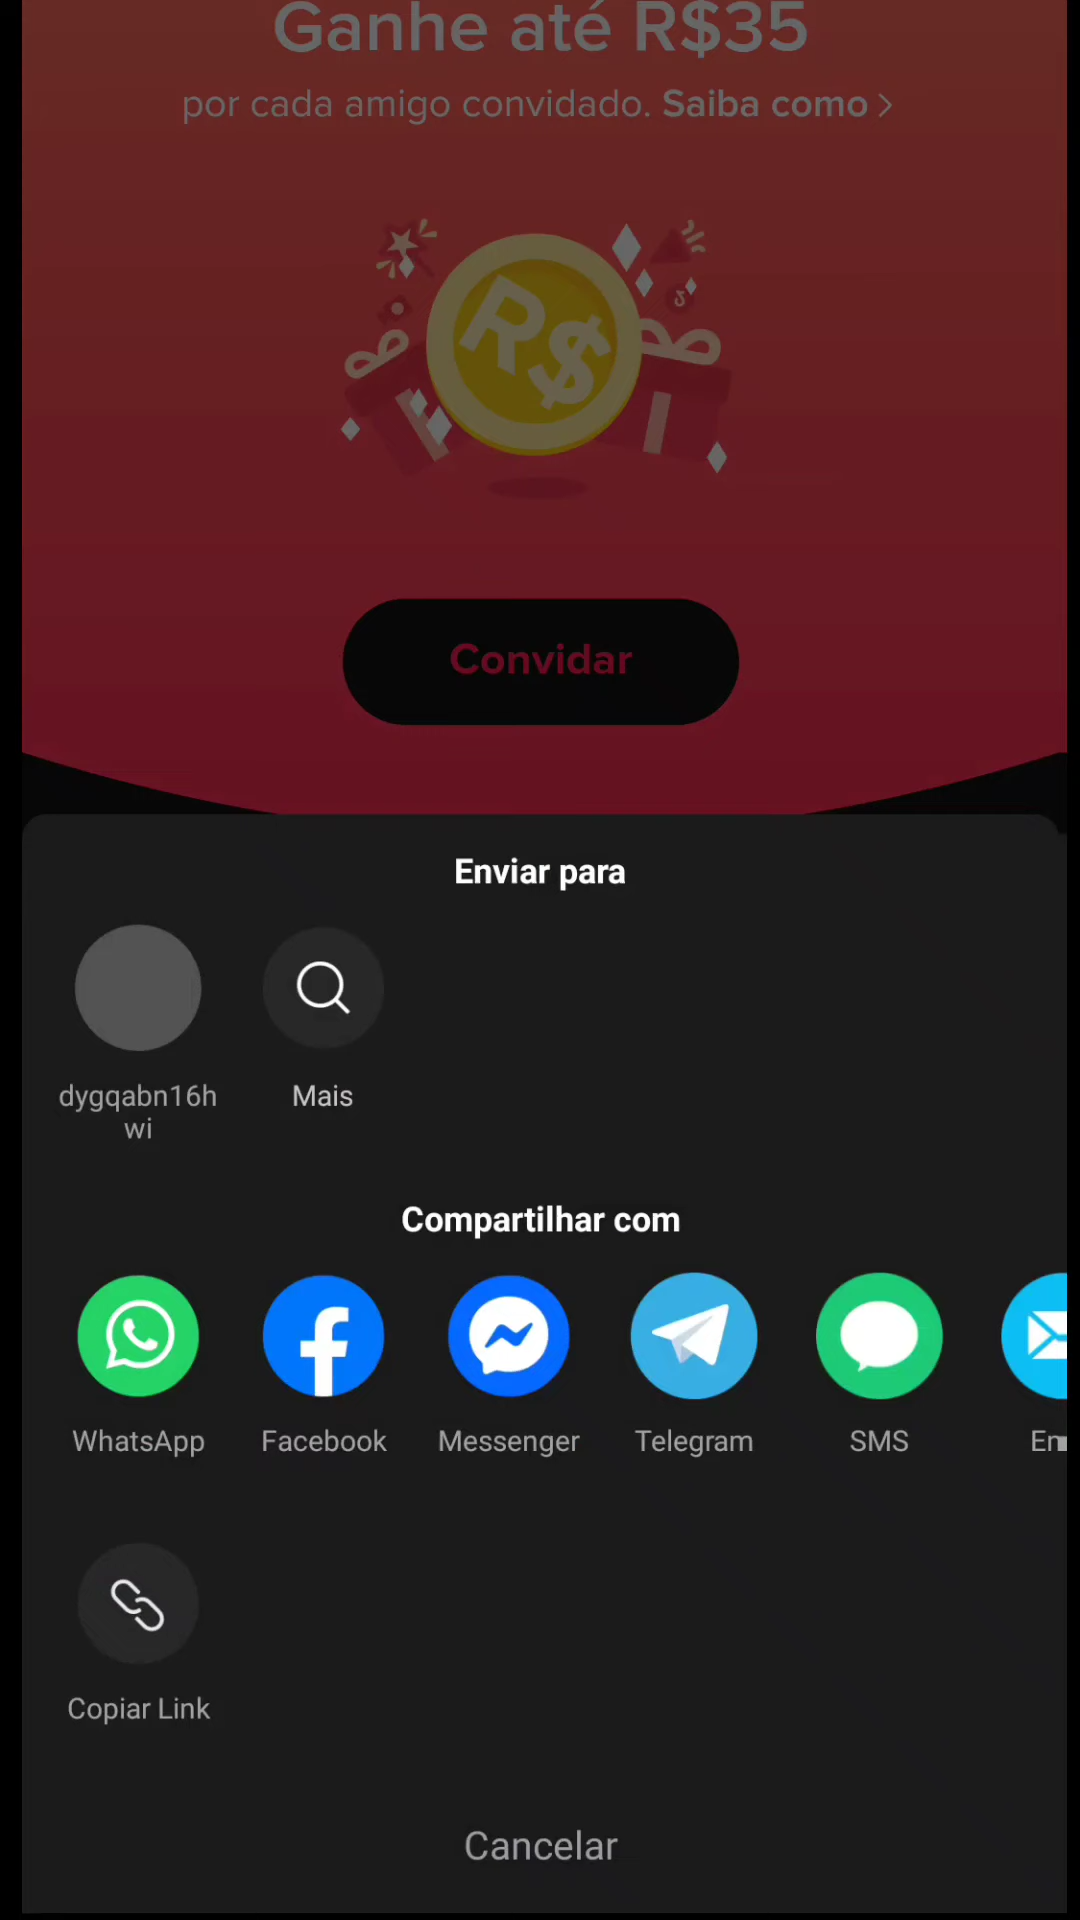 Ganhe até R$35
por cada amigo convidado. Saiba como >
R$
Convidar
Enviar para
dygqabn16h
wi
Mais
Compartilhar com
WhatsApp Facebook Messenger Telegram SMS
Copiar Link
Cancelar